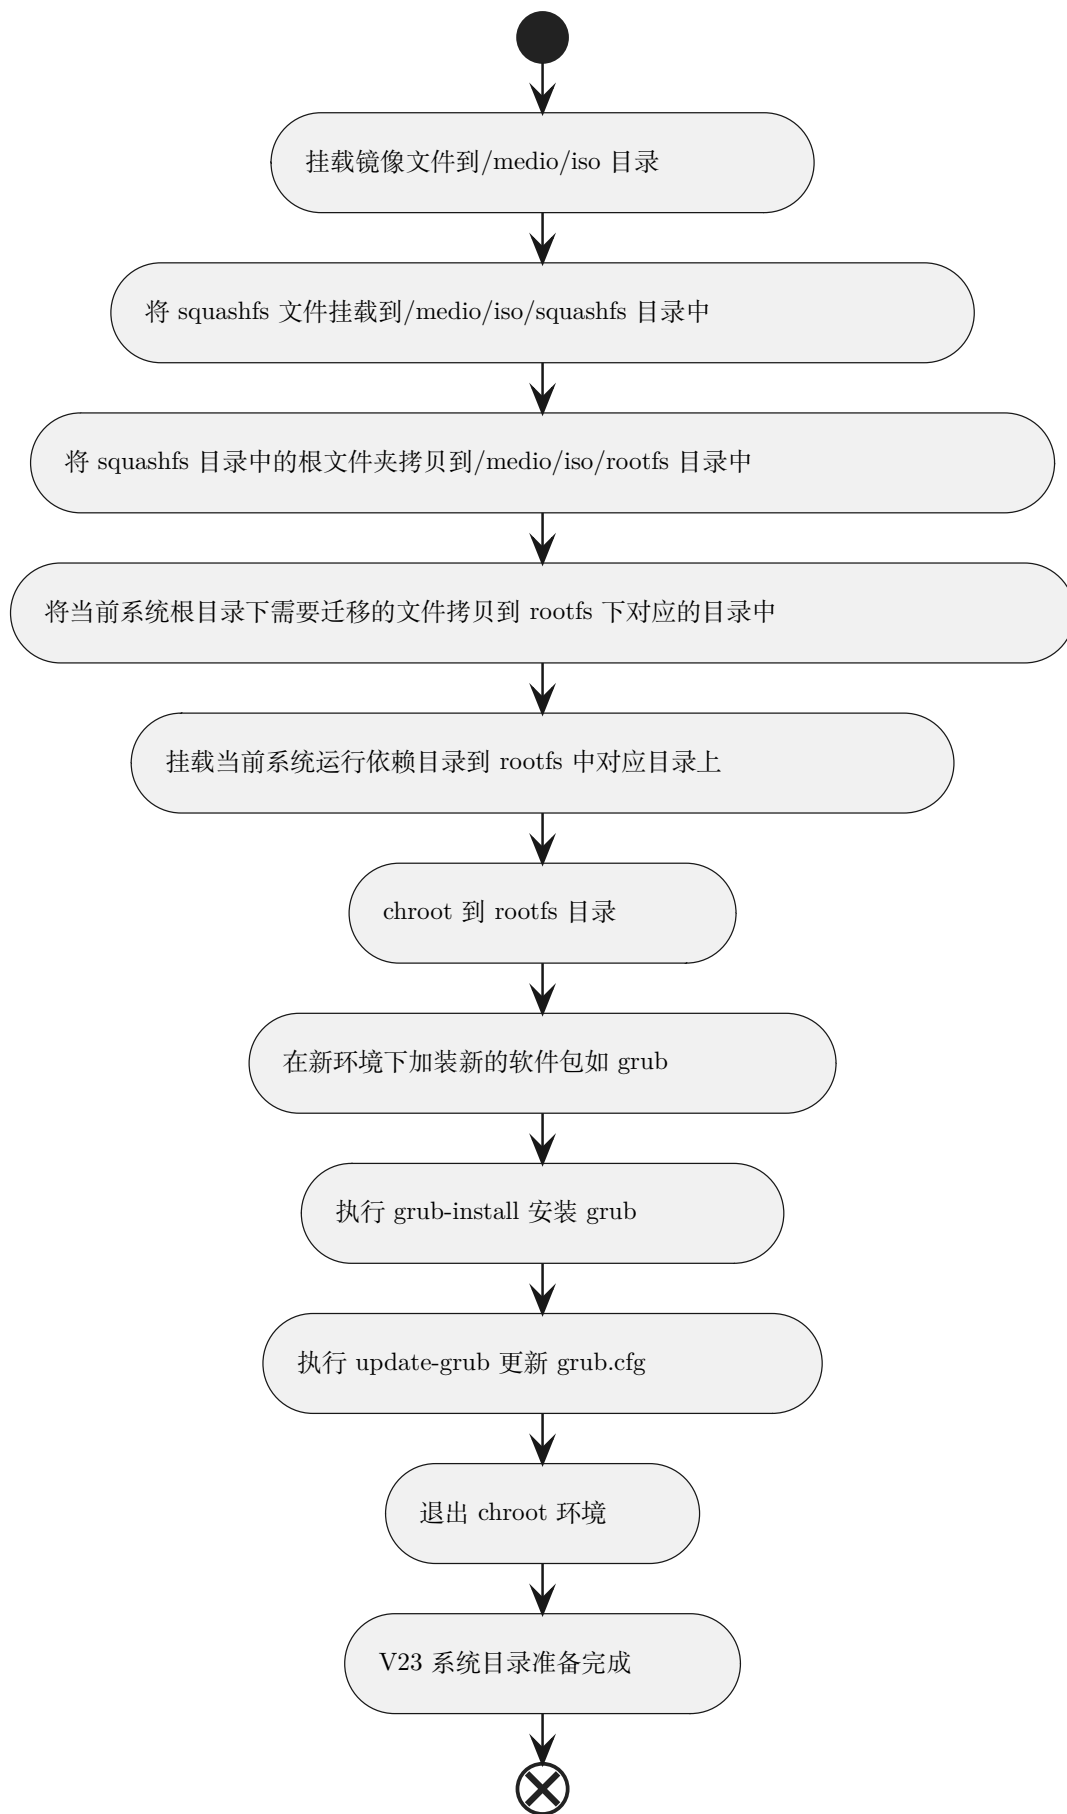 挂载镜像文件到/medio/iso 目录
将 squashfs 文件挂载到/medio/iso/squashfs 目录中
将 squashfs 目录中的根文件夹拷贝到/medio/iso/rootfs 目录中
将当前系统根目录下需要迁移的文件拷贝到 rootfs 下对应的目录中
挂载当前系统运行依赖目录到 rootfs 中对应目录上
chroot 到 rootfs 目录
在新环境下加装新的软件包如 grub
执行 grub-install 安装 grub
执行 update-grub 更新 grub.cfg
退出 chroot 环境
V23 系统目录准备完成